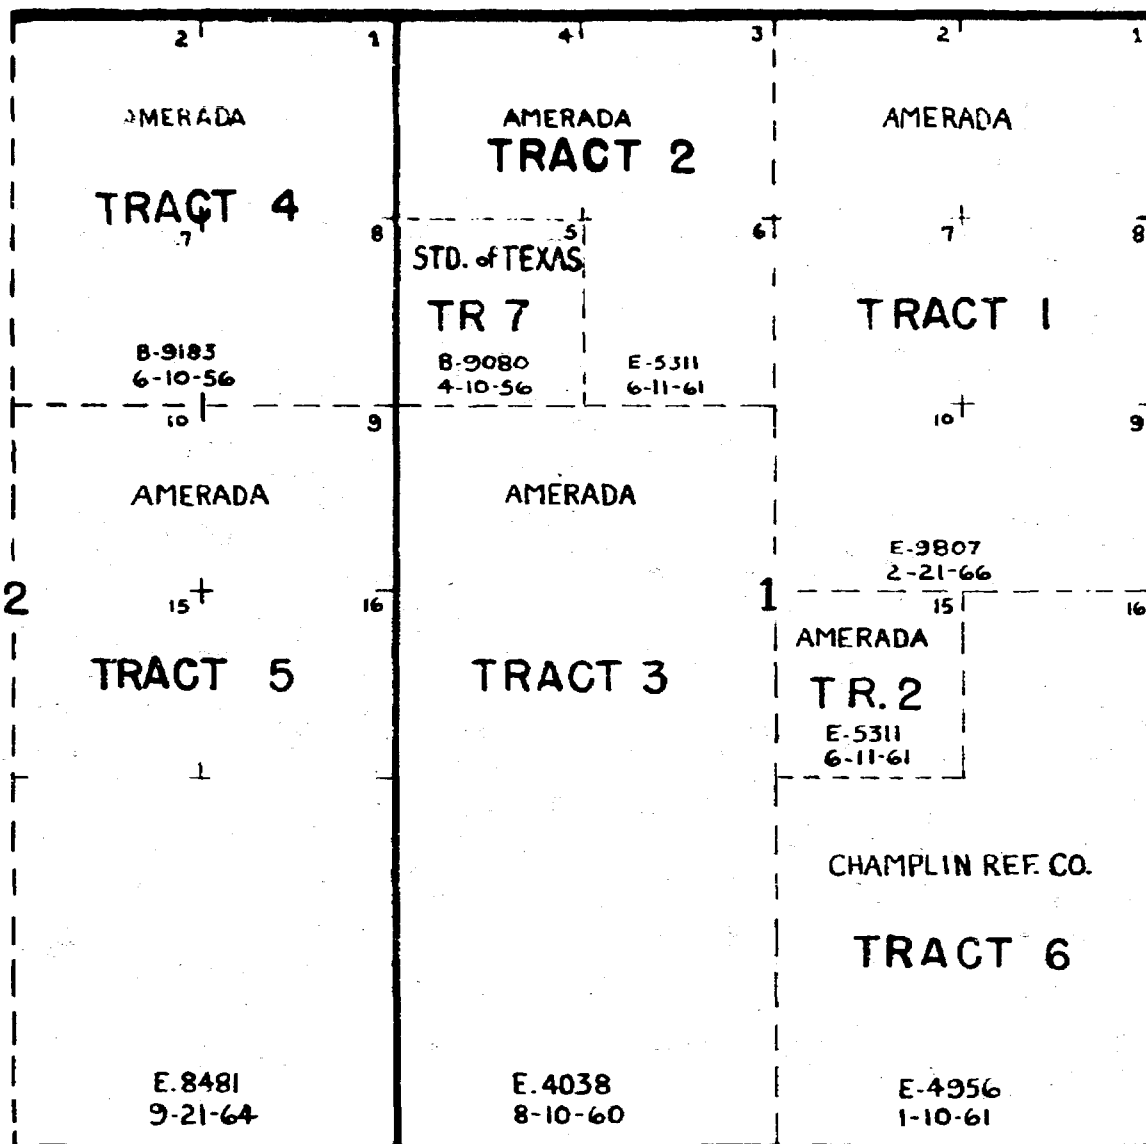 2 1 4 3 2 1
AMERADA AMERADA AMERADA
TRACT 4 TRACT 2
7 8 5 6 7 8
STD. of TEXAS
TR 7 TRACT 1
B-9183 B-9080 E-5311
6-10-56 4-10-56 6-11-61
10 9 10 9
AMERADA AMERADA
E-9807
2-21-66
2 15 16 1 15 16
AMERADA
TRACT 5 TRACT 3 TR. 2
E-5311
6-11-61
CHAMPLIN REF. CO.
TRACT 6
E.8481 E.4038 E-4956
9-21-64 8-10-60 1-10-61